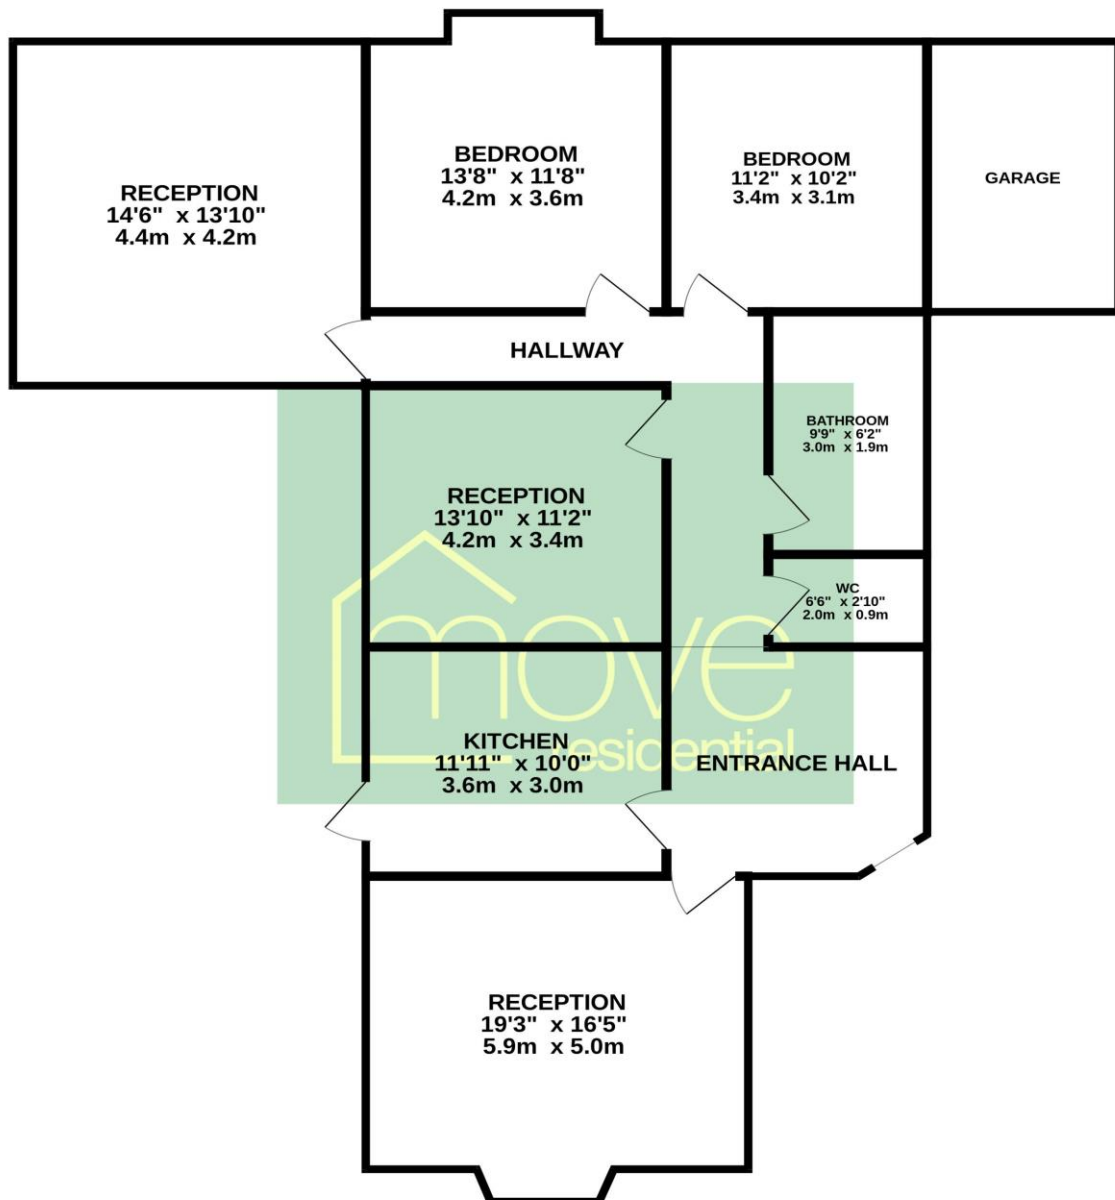 BEDROOM
13'8" x 11'8"
4.2m x 3.6m
BEDROOM
11'2" x 10'2"
3.4m x 3.1m
GARAGE
RECEPTION
14'6" x 13'10"
4.4m x 4.2m
HALLWAY
BATHROOM
9'9" x 6'2"
3.0m x 1.9m
RECEPTION
13'10" x 11'2"
4.2m x 3.4m
WC
6'6" x 2'10"
2.0m x 0.9m
move
residential
KITCHEN
11'11" x 10'0"
3.6m x 3.0m
ENTRANCE HALL
RECEPTION
19'3" x 16'5"
5.9m x 5.0m